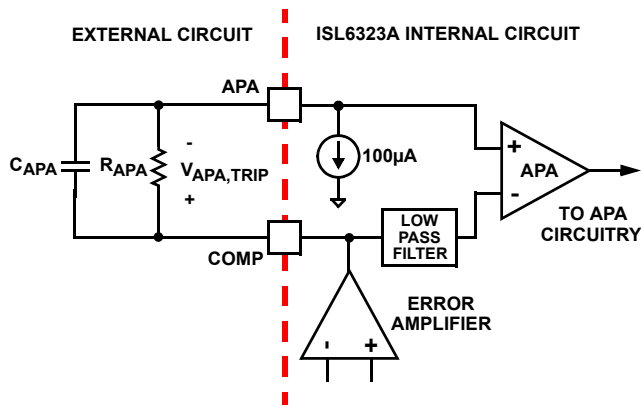 EXTERNAL CIRCUIT
ISL6323A INTERNAL CIRCUIT
APA
CAPA
RAPA
-
VAPA,TRIP
+
100µA
+
APA
-
TO APA
CIRCUITRY
LOW
PASS
FILTER
COMP
ERROR
AMPLIFIER
- +